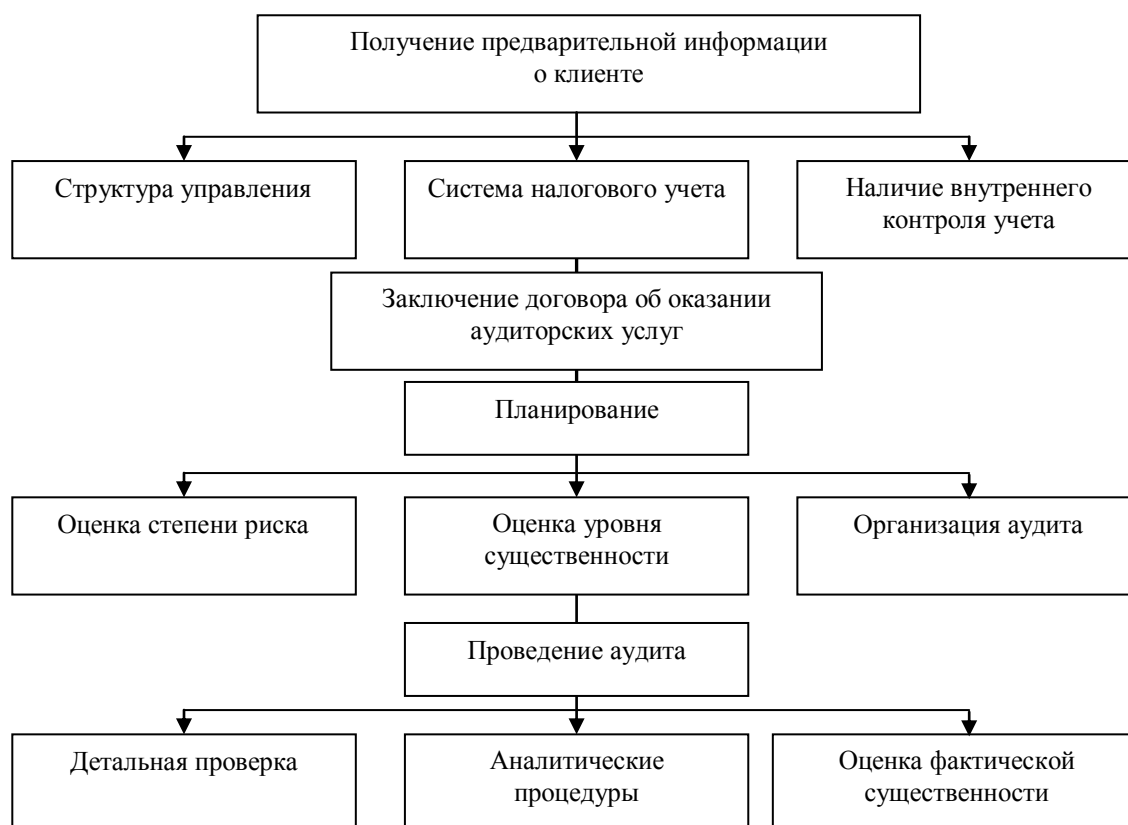 Получение предварительной информации
о клиенте
Структура управления
Система налогового учета
Наличие внутреннего
контроля учета
Заключение договора об оказании
аудиторских услуг
Планирование
Оценка степени риска
Оценка уровня
существенности
Организация аудита
Проведение аудита
Детальная проверка
Аналитические
процедуры
Оценка фактической
существенности